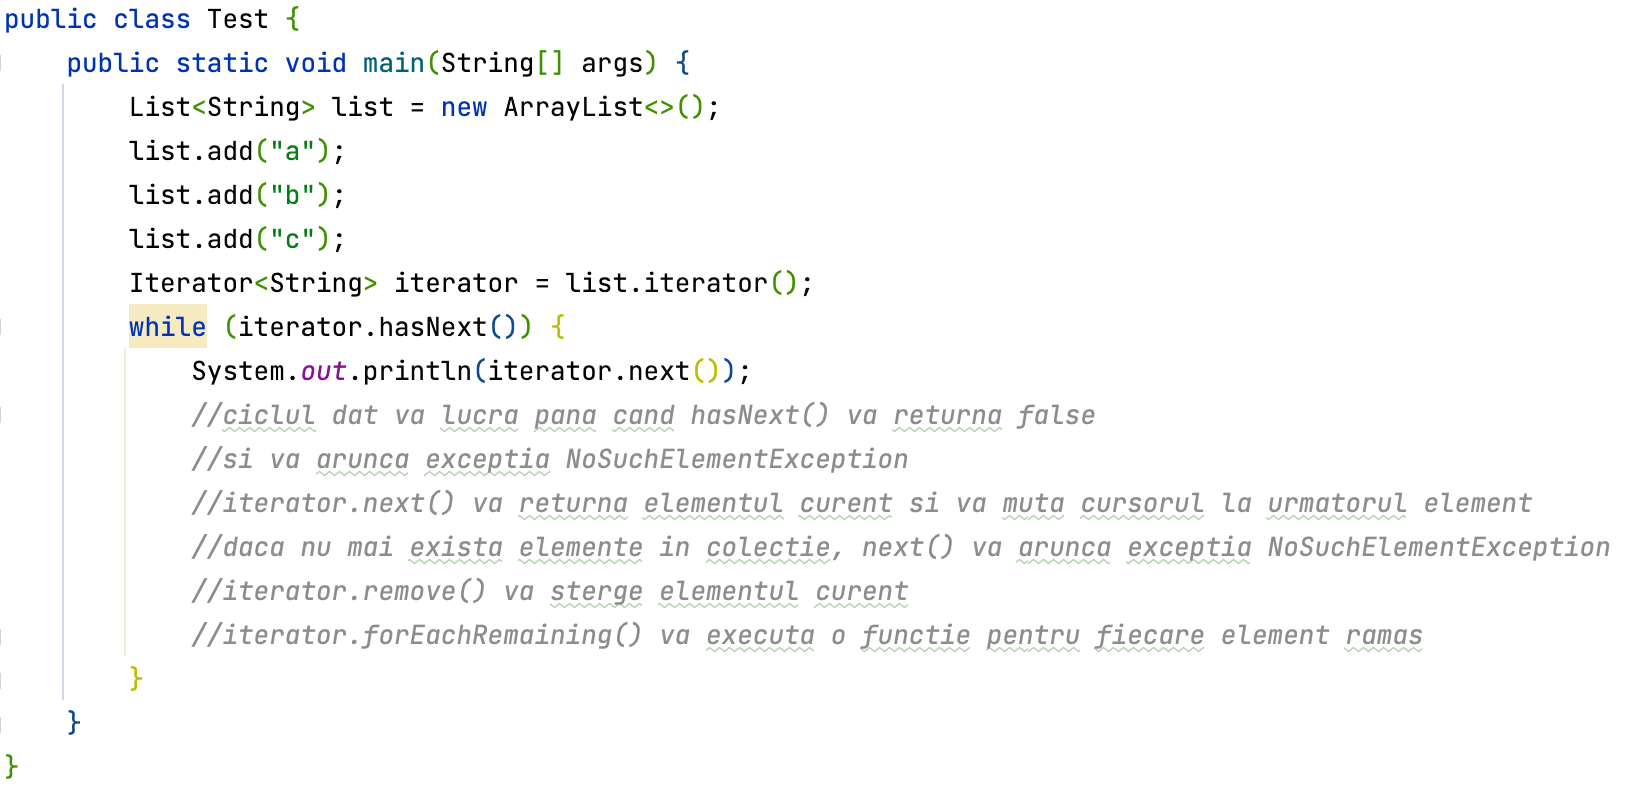 public class Test {
    public static void main(String[] args) {
        List<String> list = new ArrayList<>();
        list.add("a");
        list.add("b");
        list.add("c");
        Iterator<String> iterator = list.iterator();
        while (iterator.hasNext()) {
            System.out.println(iterator.next());
            //ciclul dat va lucra pana cand hasNext() va returna false
            //si va arunca exceptia NoSuchElementException
            //iterator.next() va returna elementul curent si va muta cursorul la urmatorul element
            //daca nu mai exista elemente in colectie, next() va arunca exceptia NoSuchElementException
            //iterator.remove() va sterge elementul curent
            //iterator.forEachRemaining() va executa o functie pentru fiecare element ramas
        }
    }
}